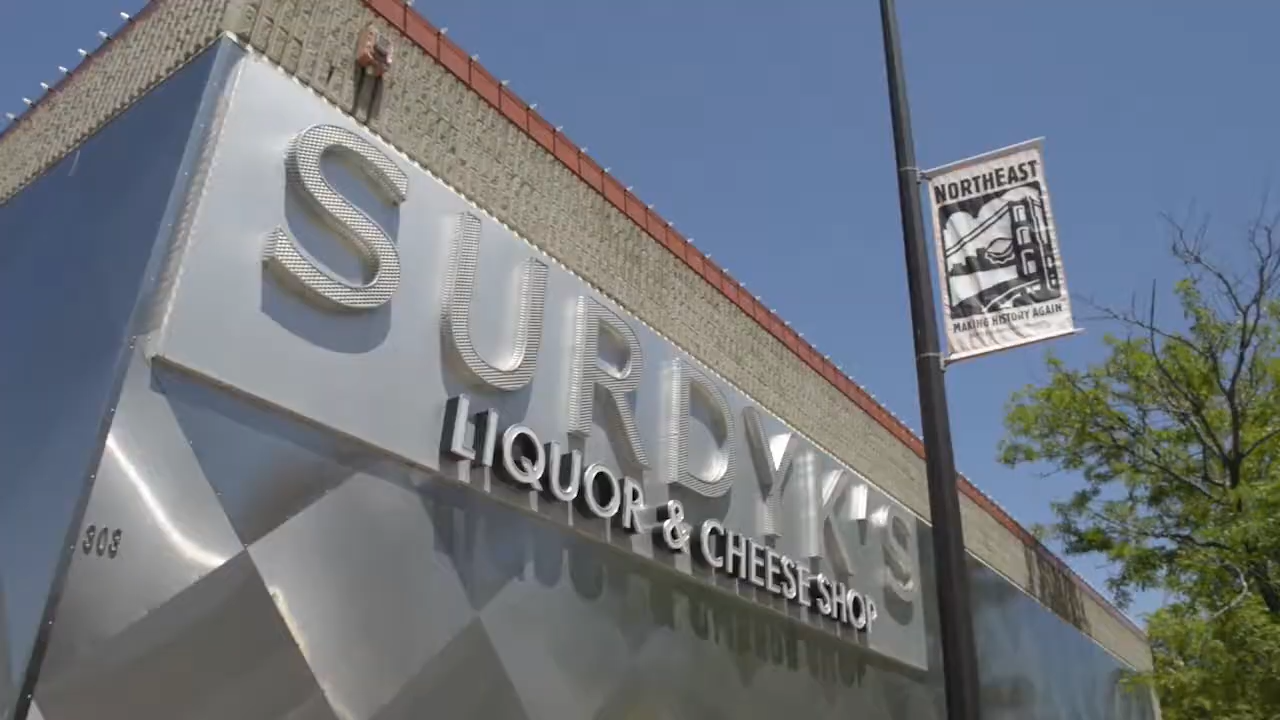 SURDYK'S
LIQUOR & CHEESE SHOP
303
NORTHEAST
MAKING HISTORY AGAIN